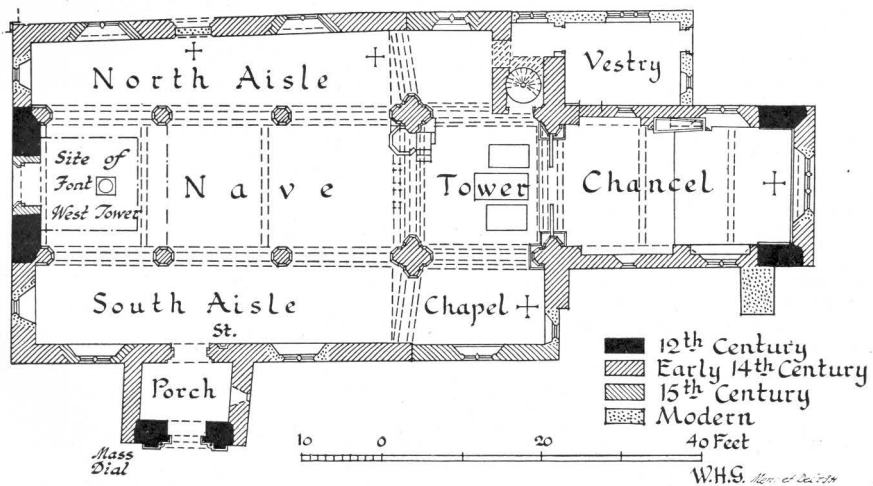 North Aisle
Vestry
Site of
Font
West Tower
Nave
Tower
Chancel
South Aisle
St.
Chapel
Porch
Mass
Dial
12th Century
Early 14th Century
15th Century
Modern
10 0 20 40 Feet
W.H.G.